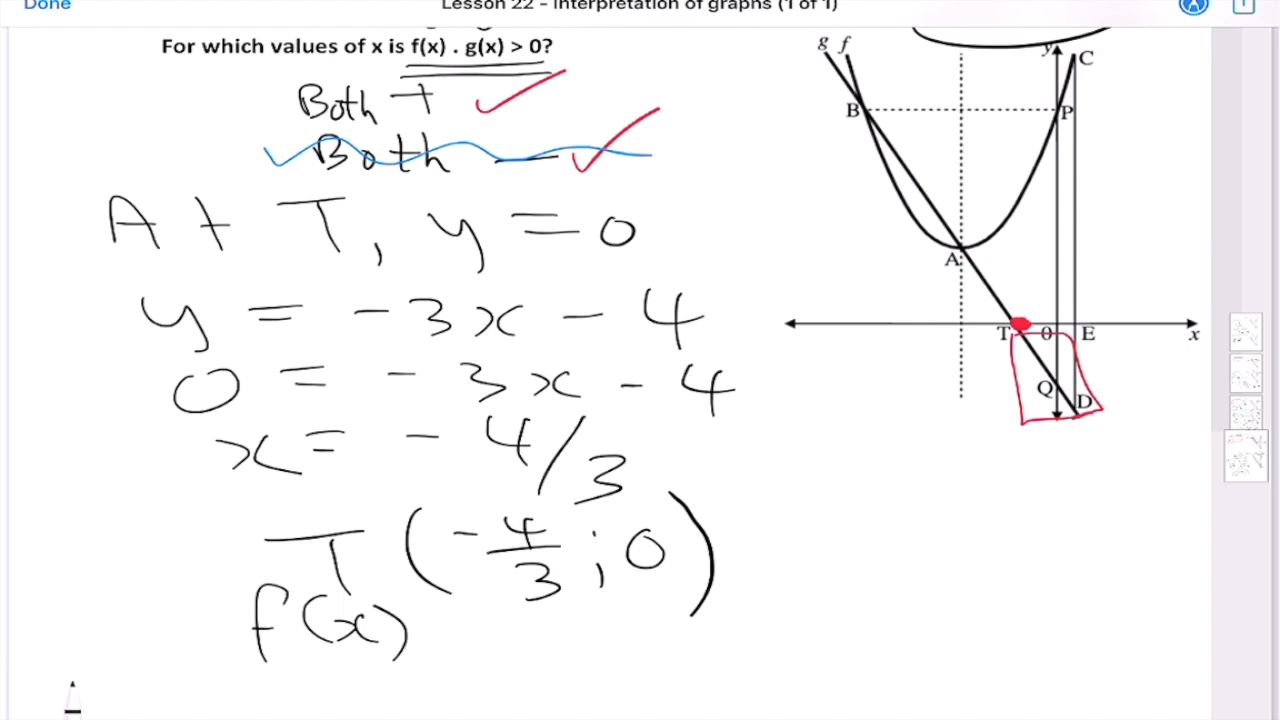 Done
Lesson 22 – Interpretation of graphs (1 of 1)
For which values of x is f(x) . g(x) > 0?
Both +
Both —
A + T, y = 0
y = - 3x - 4
0 = - 3x - 4
x = - 4/3
T (-4/3 ; 0)
f(x)
g f
y
C
B
P
A
T 0 E
x
Q
D